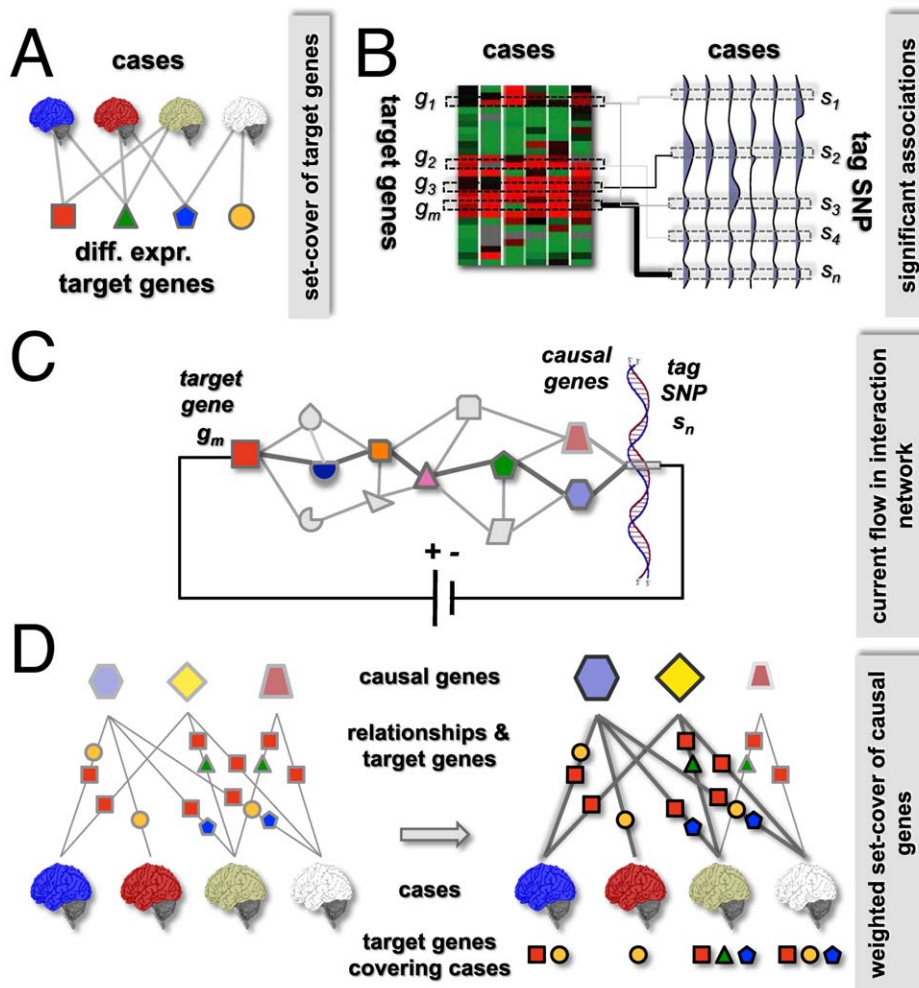 A
cases
diff. expr.
target genes
set-cover of target genes
B
cases
cases
target genes
g1
g2
g3
gm
s1
s2
s3
s4
sn
tag SNP
significant associations
C
target
gene
gm
causal
genes
tag
SNP
sn
+ -
current flow in interaction
network
D
causal genes
relationships &
target genes
cases
target genes
covering cases
weighted set-cover of causal
genes